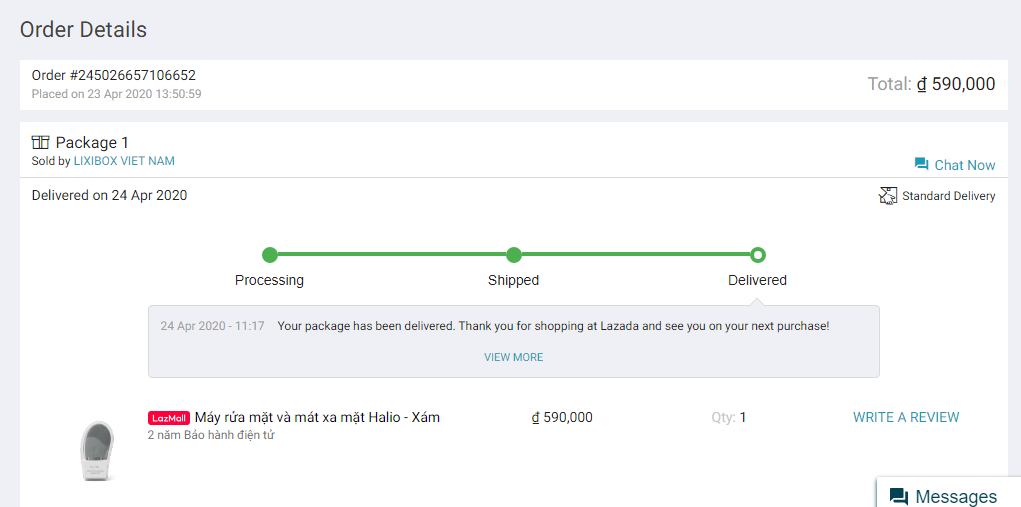 Order Details
Order #245026657106652
Total: ₫ 590,000
Placed on 23 Apr 2020 13:50:59
Package 1
Sold by LIXIBOX VIET NAM
Chat Now
Delivered on 24 Apr 2020
Standard Delivery
Processing
Shipped
Delivered
24 Apr 2020 - 11:17 Your package has been delivered. Thank you for shopping at Lazada and see you on your next purchase!
VIEW MORE
LazMall Máy rửa mặt và mát xa mặt Halio - Xám
₫ 590,000
Qty: 1
WRITE A REVIEW
2 năm Bảo hành điện tử
Messages